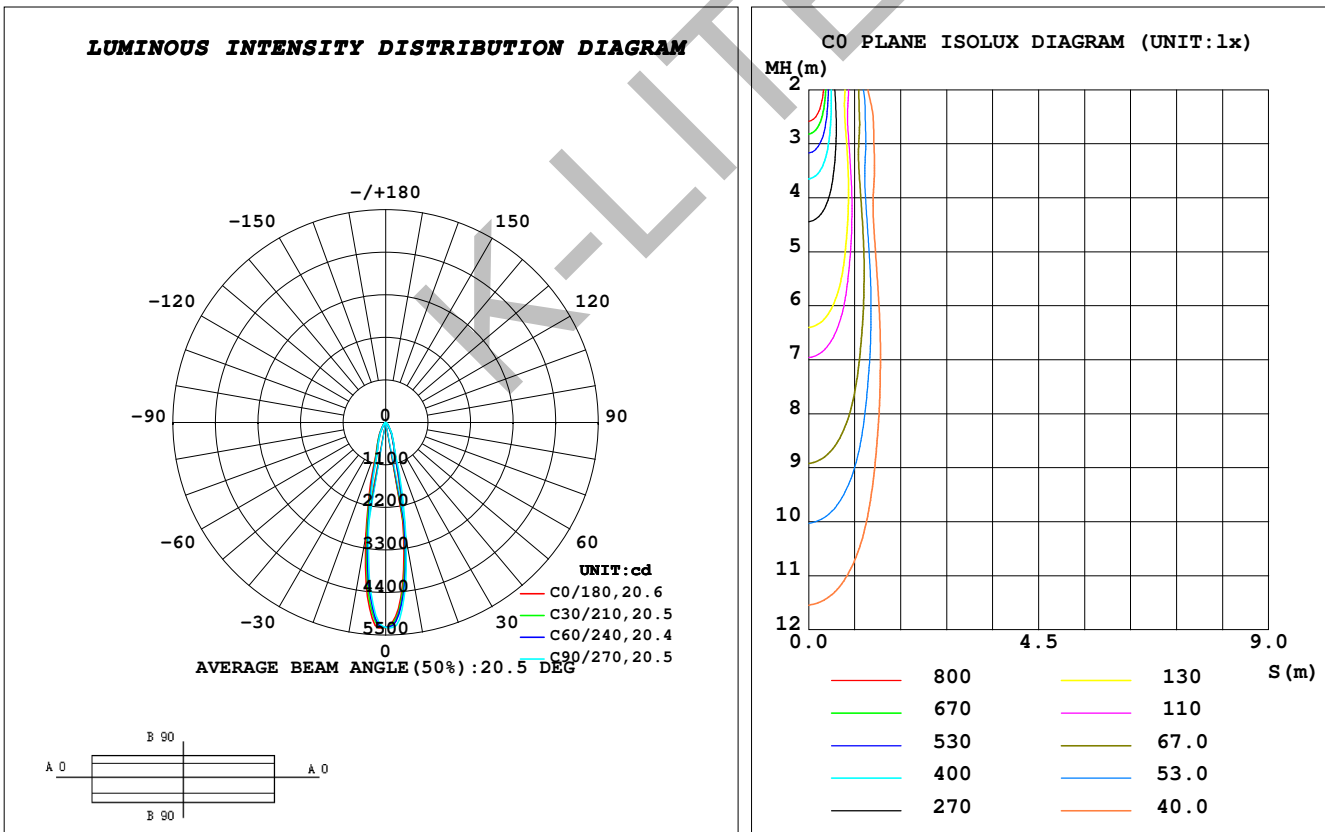 LUMINOUS INTENSITY DISTRIBUTION DIAGRAM
-/+180
-150 150
-120 120
-90 0 90
1100
2200
-60 3300 60
4400
-30 5500 30
0
UNIT:cd
C0/180,20.6
C30/210,20.5
C60/240,20.4
C90/270,20.5
AVERAGE BEAM ANGLE(50%):20.5 DEG
B 90
A 0 A 0
B 90
K-LITE
C0 PLANE ISOLUX DIAGRAM (UNIT:lx)
MH(m)
2
3
4
5
6
7
8
9
10
11
12
0.0 4.5 9.0
S(m)
800 130
670 110
530 67.0
400 53.0
270 40.0